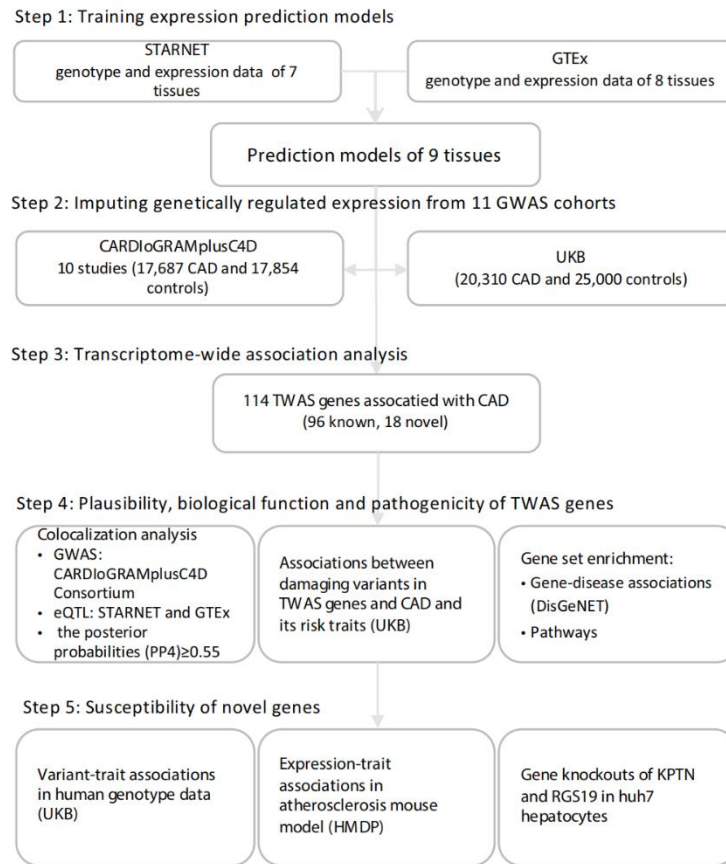 Step 1: Training expression prediction models
STARNET
genotype and expression data of 7
tissues
GTEx
genotype and expression data of 8 tissues
Prediction models of 9 tissues
Step 2: Imputing genetically regulated expression from 11 GWAS cohorts
CARDIoGRAMplusC4D
10 studies (17,687 CAD and 17,854
controls)
UKB
(20,310 CAD and 25,000 controls)
Step 3: Transcriptome-wide association analysis
114 TWAS genes assocatied with CAD
(96 known, 18 novel)
Step 4: Plausibility, biological function and pathogenicity of TWAS genes
Colocalization analysis
• GWAS:
CARDIoGRAMplusC4D
Consortium
• eQTL: STARNET and GTEx
• the posterior
probabilities (PP4)≥0.55
Associations between
damaging variants in
TWAS genes and CAD and
its risk traits (UKB)
Gene set enrichment:
• Gene-disease associations
(DisGeNET)
• Pathways
Step 5: Susceptibility of novel genes
Variant-trait associations
in human genotype data
(UKB)
Expression-trait
associations in
atherosclerosis mouse
model (HMDP)
Gene knockouts of KPTN
and RGS19 in huh7
hepatocytes